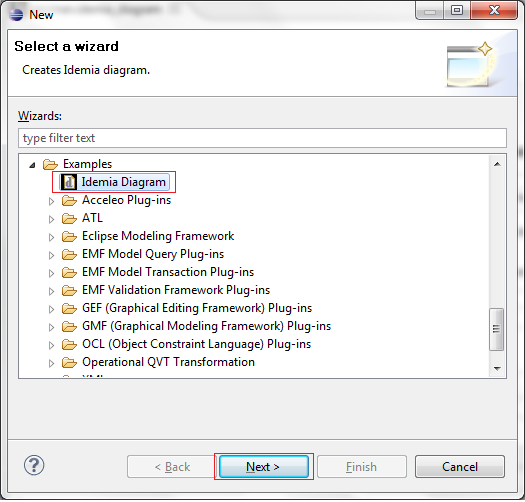 New
Select a wizard
Creates Idemia diagram.
Wizards:
type filter text
Examples
Idemia Diagram
Acceleo Plug-ins
ATL
Eclipse Modeling Framework
EMF Model Query Plug-ins
EMF Model Transaction Plug-ins
EMF Validation Framework Plug-ins
GEF (Graphical Editing Framework) Plug-ins
GMF (Graphical Modeling Framework) Plug-ins
OCL (Object Constraint Language) Plug-ins
Operational QVT Transformation
< Back
Next >
Finish
Cancel